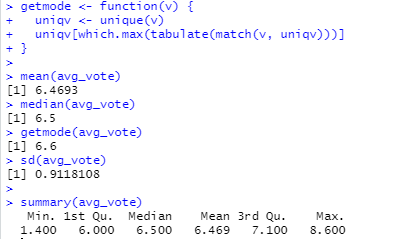 > getmode <- function(v) {
+   uniqv <- unique(v)
+   uniqv[which.max(tabulate(match(v, uniqv)))]
+ }
>
> mean(avg_vote)
[1] 6.4693
> median(avg_vote)
[1] 6.5
> getmode(avg_vote)
[1] 6.6
> sd(avg_vote)
[1] 0.9118108
>
> summary(avg_vote)
   Min. 1st Qu.  Median    Mean 3rd Qu.    Max.
  1.400   6.000   6.500   6.469   7.100   8.600